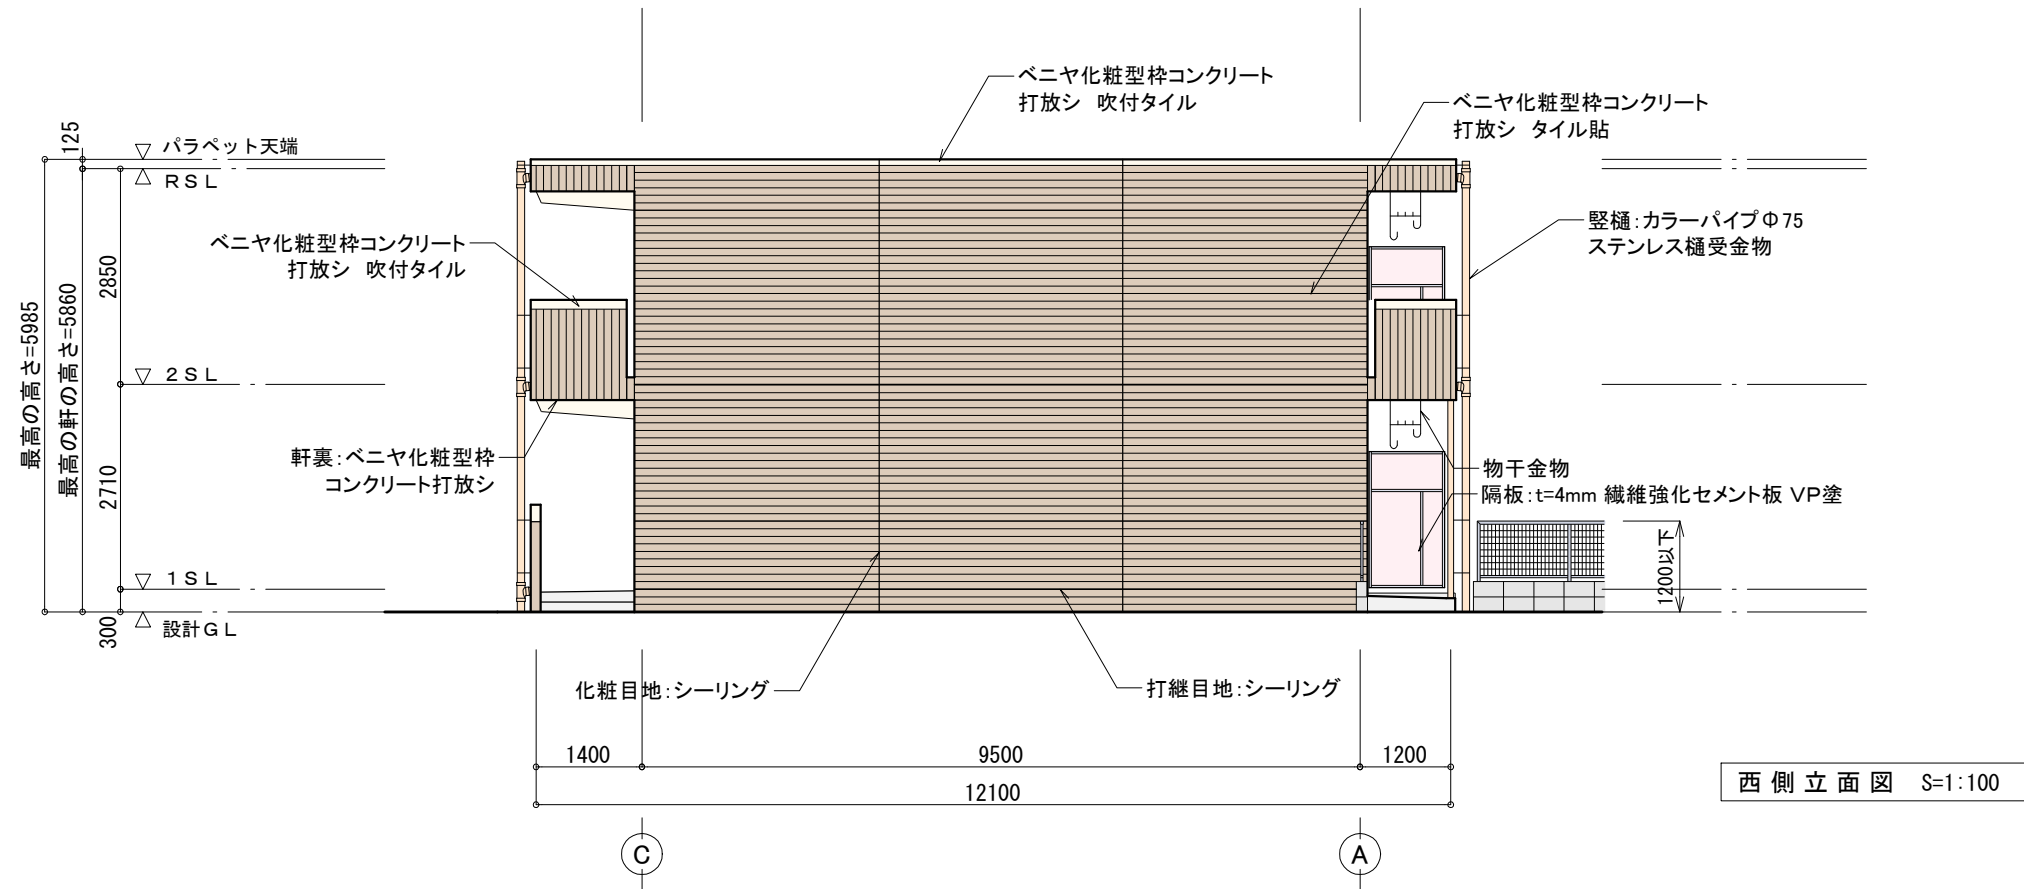 ベニヤ化粧型枠コンクリート
打放シ 吹付タイル
ベニヤ化粧型枠コンクリート
打放シ タイル貼
125
パラペット天端
RSL
竪樋:カラーパイプΦ75
ステンレス樋受金物
ベニヤ化粧型枠コンクリート
打放シ 吹付タイル
2850
最高の高さ=5985
最高の軒の高さ=5860
2SL
軒裏:ベニヤ化粧型枠
コンクリート打放シ
物干金物
隔板:t=4mm 繊維強化セメント板 VP塗
2710
1200以下
1SL
300
設計GL
化粧目地:シーリング
打継目地:シーリング
1400
9500
1200
12100
西側立面図 S=1:100
C
A